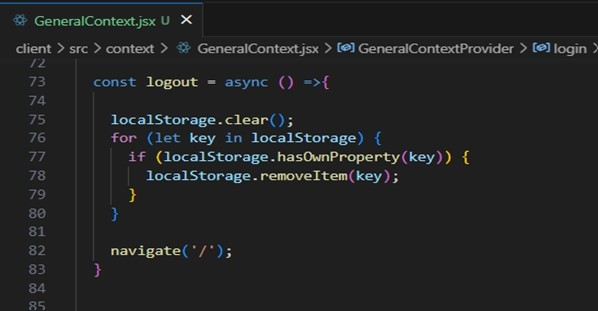 GeneralContext.jsx U X
client > src > context > GeneralContext.jsx > GeneralContextProvider > login
72
73 const logout = async () =>{
74
75 localStorage.clear();
76 for (let key in localStorage) {
77 if (localStorage.hasOwnProperty(key)) {
78 localStorage.removeItem(key);
79 }
80 }
81
82 navigate('/');
83 }
84
85